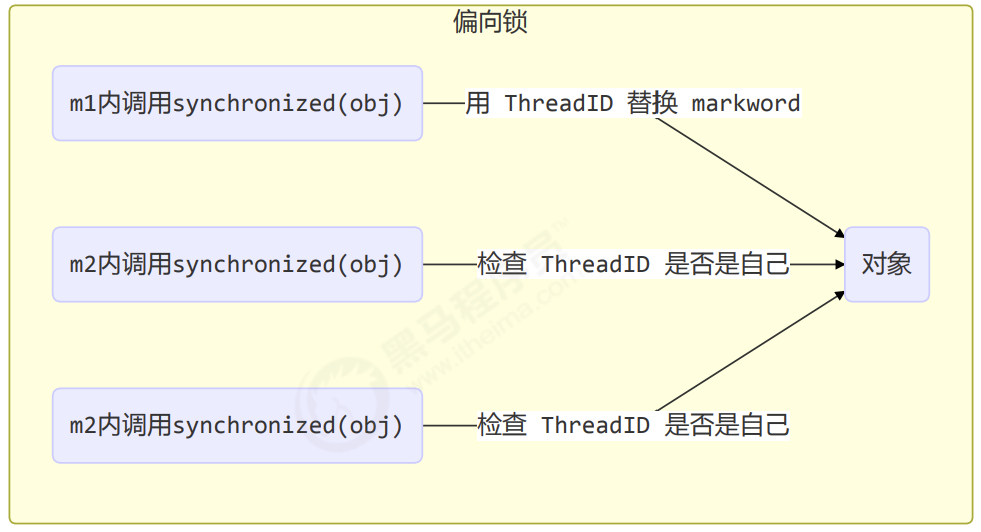 偏向锁
m1内调用synchronized(obj)
用 ThreadID 替换 markword
m2内调用synchronized(obj)
检查 ThreadID 是否是自己
对象
m2内调用synchronized(obj)
检查 ThreadID 是否是自己
黑马程序员™
www.itheima.com